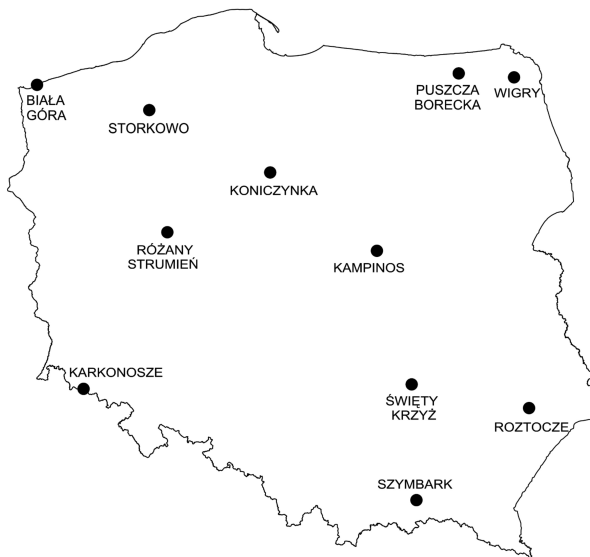 BIAŁA
GÓRA
STORKOWO
PUSZCZA
BORECKA
WIGRY
KONICZYNKA
RÓŻANY
STRUMIEŃ
KAMPINOS
KARKONOSZE
ŚWIĘTY
KRZYŻ
ROZTOCZE
SZYMBARK